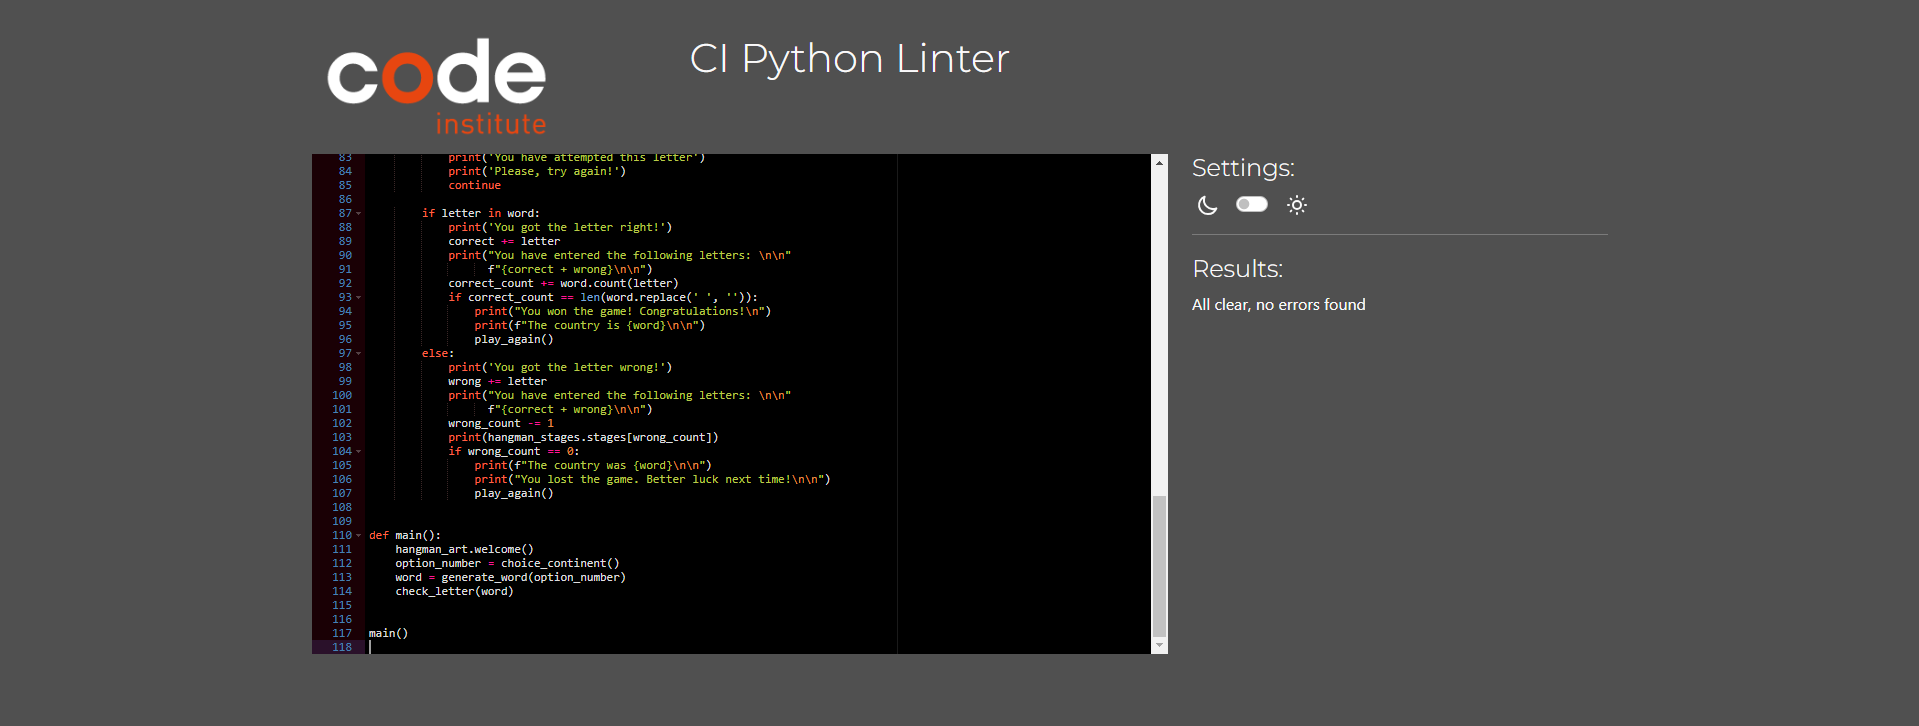 code
institute
CI Python Linter
83 print('You have attempted this letter')
84 print('Please, try again!')
85 continue
86
87 if letter in word:
88 print('You got the letter right!')
89 correct += letter
90 print("You have entered the following letters: \n\n"
91 f"{correct + wrong}\n\n")
92 correct_count += word.count(letter)
93 if correct_count == len(word.replace(' ', '')):
94 print("You won the game! Congratulations!\n")
95 print(f"The country is {word}\n\n")
96 play_again()
97 else:
98 print('You got the letter wrong!')
99 wrong += letter
100 print("You have entered the following letters: \n\n"
101 f"{correct + wrong}\n\n")
102 wrong_count -= 1
103 print(hangman_stages.stages[wrong_count])
104 if wrong_count == 0:
105 print(f"The country was {word}\n\n")
106 print("You lost the game. Better luck next time!\n\n")
107 play_again()
108
109
110 def main():
111 hangman_art.welcome()
112 option_number = choice_continent()
113 word = generate_word(option_number)
114 check_letter(word)
115
116
117 main()
118
Settings:
Results:
All clear, no errors found